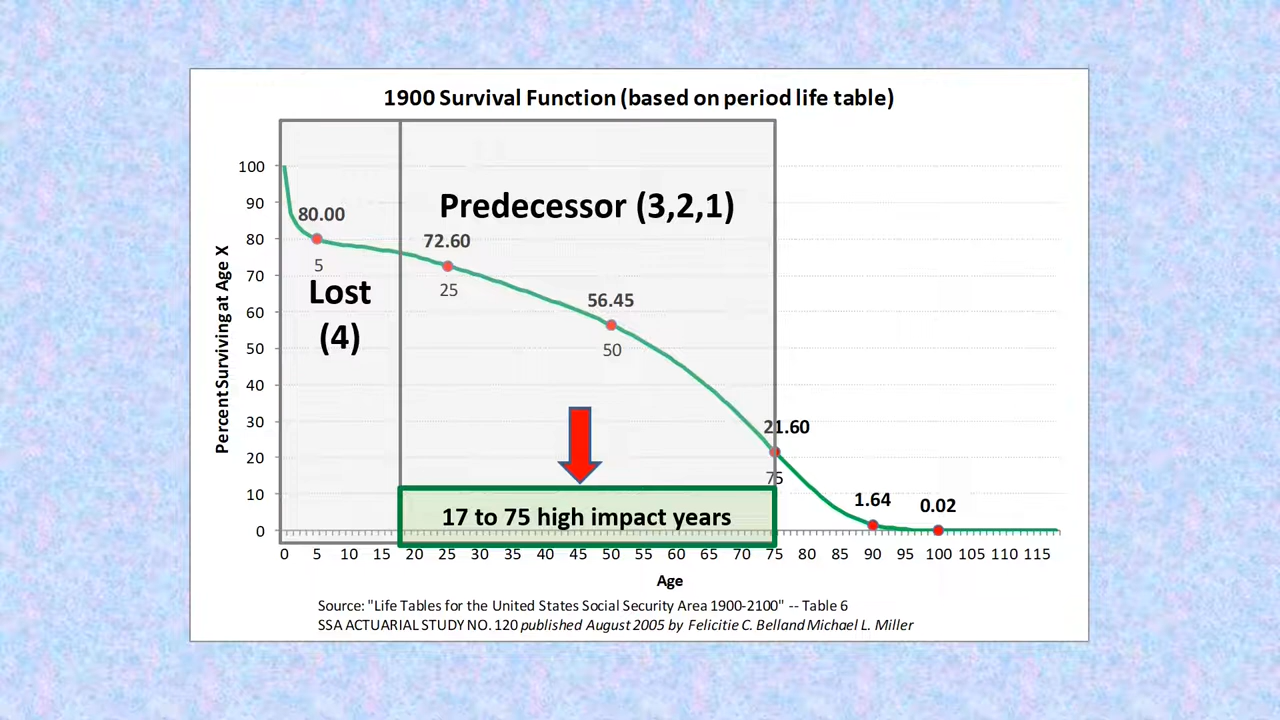 1900 Survival Function (based on period life table)
Percent Surviving at Age X
100
90
80
70
60
50
40
30
20
10
0
80.00
5
Lost
(4)
Predecessor (3,2,1)
72.60
25
56.45
50
21.60
75
1.64
0.02
17 to 75 high impact years
0 5 10 15 20 25 30 35 40 45 50 55 60 65 70 75 80 85 90 95 100 105 110 115
Age
Source: "Life Tables for the United States Social Security Area 1900-2100" -- Table 6
SSA ACTUARIAL STUDY NO. 120 published August 2005 by Felicitie C. Belland Michael L. Miller